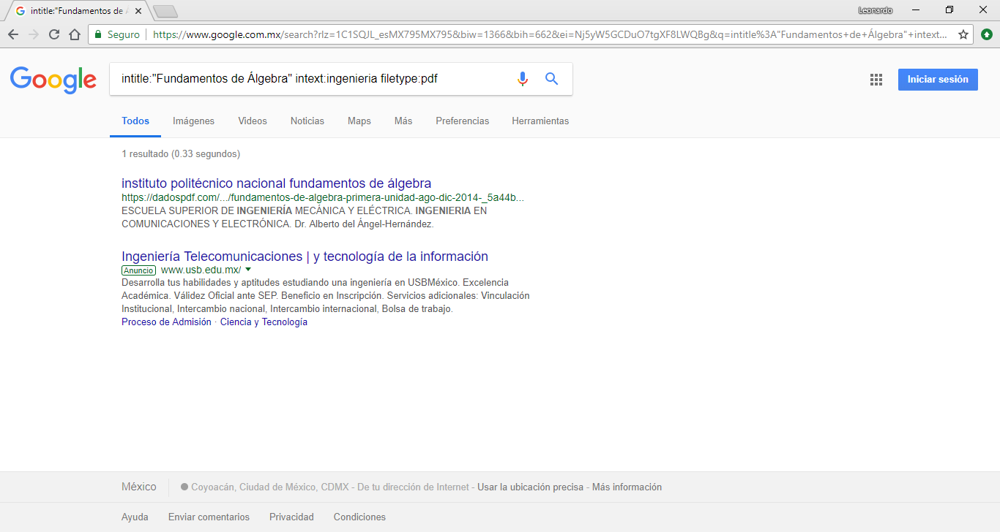 intitle:"Fundamentos de
Leonardo
Seguro https://www.google.com.mx/search?rlz=1C1SQJL_esMX795MX795&biw=1366&bih=662&ei=Nj5yW5GCDuO7tgXF8LWQBg&q=intitle%3A"Fundamentos+de+Álgebra"+intext...
Google
intitle:"Fundamentos de Álgebra" intext:ingenieria filetype:pdf
Iniciar sesión
Todos Imágenes Videos Noticias Maps Más Preferencias Herramientas
1 resultado (0.33 segundos)
instituto politécnico nacional fundamentos de álgebra
https://dadospdf.com/.../fundamentos-de-algebra-primera-unidad-ago-dic-2014-_5a44b...
ESCUELA SUPERIOR DE INGENIERÍA MECÁNICA Y ELÉCTRICA. INGENIERIA EN
COMUNICACIONES Y ELECTRÓNICA. Dr. Alberto del Ángel-Hernández.
Ingeniería Telecomunicaciones | y tecnología de la información
Anuncio www.usb.edu.mx/
Desarrolla tus habilidades y aptitudes estudiando una ingeniería en USBMéxico. Excelencia
Académica. Válidez Oficial ante SEP. Beneficio en Inscripción. Servicios adicionales: Vinculación
Institucional, Intercambio nacional, Intercambio internacional, Bolsa de trabajo.
Proceso de Admisión · Ciencia y Tecnología
México Coyoacán, Ciudad de México, CDMX - De tu dirección de Internet - Usar la ubicación precisa - Más información
Ayuda Enviar comentarios Privacidad Condiciones